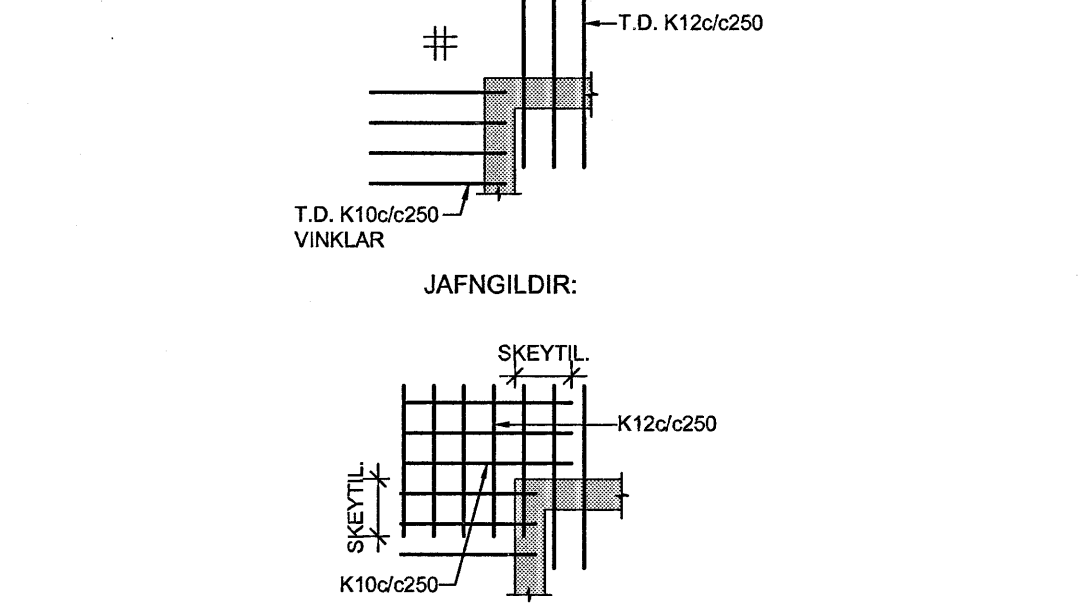 T.D. K12c/c250
T.D. K10c/c250
VINKLAR
JAFNGILDIR:
SKEYTIL.
K12c/c250
SKEYTIL.
K10c/c250